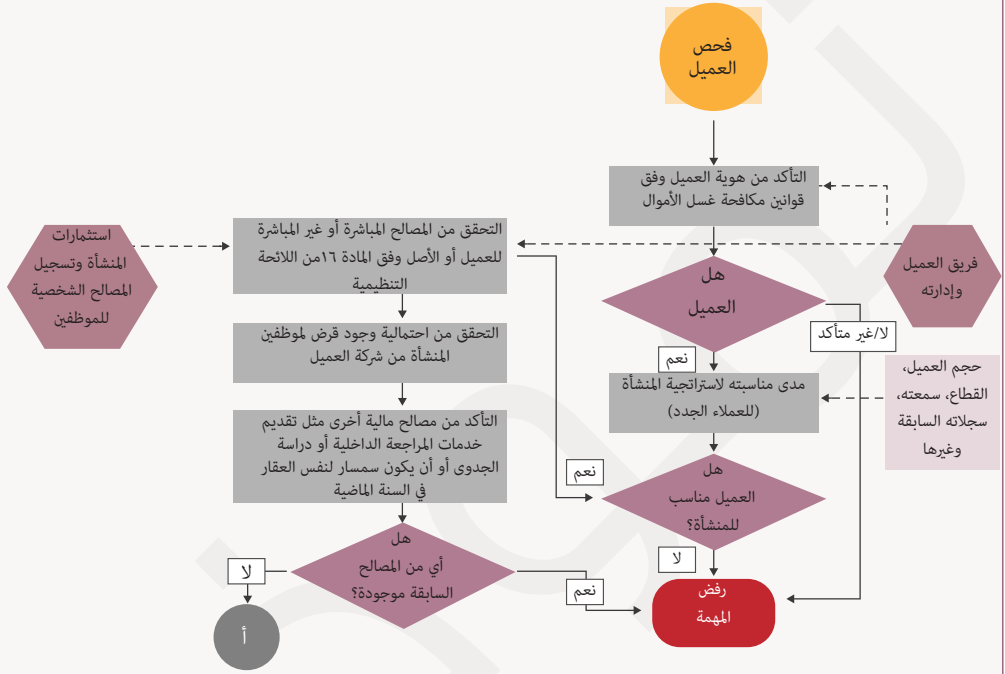 فحص
العميل
التأكد من هوية العميل وفق
قوانين مكافحة غسل الأموال
فريق العميل
وإدارته
هل
العميل
لا/غير متأكد
نعم
مدى مناسبته لاستراتجية المنشأة
(للعملاء الجدد)
حجم العميل،
القطاع، سمعته،
سجلاته السابقة
وغيرها
هل
العميل مناسب
للمنشأة؟
نعم
لا
رفض
المهمة
استثمارات
المنشأة وتسجيل
المصالح الشخصية
للموظفين
التحقق من المصالح المباشرة أو غير المباشرة
للعميل أو الأصل وفق المادة ١٦من اللائحة
التنظيمية
التحقق من احتمالية وجود قرض لموظفين
المنشأة من شركة العميل
التأكد من مصالح مالية أخرى مثل تقديم
خدمات المراجعة الداخلية أو دراسة
الجدوى أو أن يكون سمسار لنفس العقار
في السنة الماضية
هل
أي من المصالح
السابقة موجودة؟
نعم
لا
أ